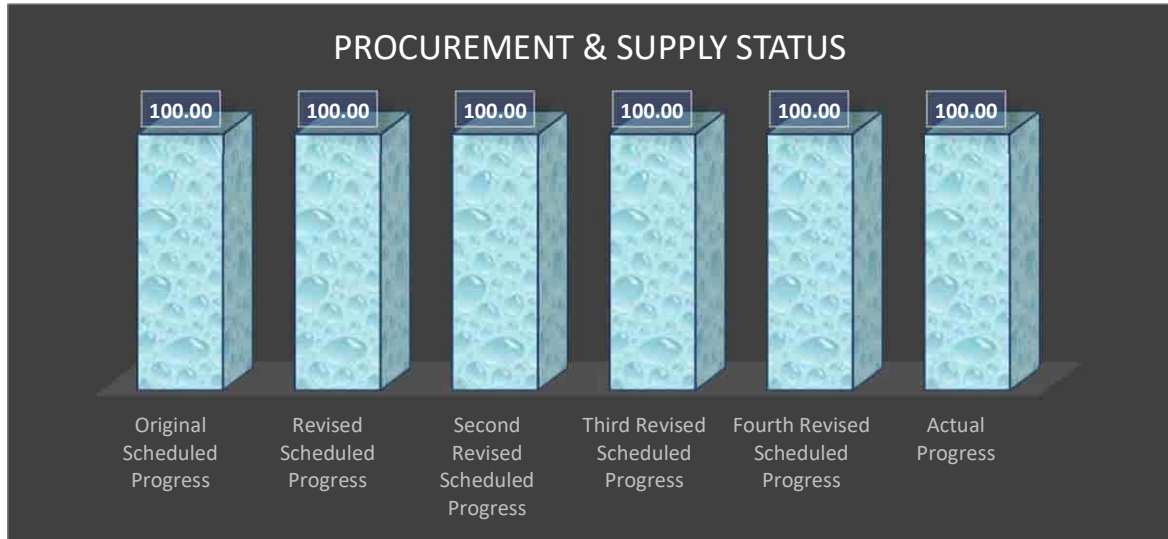 PROCUREMENT & SUPPLY STATUS
100.00
100.00
100.00
100.00
100.00
100.00
Original
Scheduled
Progress
Revised
Scheduled
Progress
Second
Revised
Scheduled
Progress
Third Revised
Scheduled
Progress
Fourth Revised
Scheduled
Progress
Actual
Progress